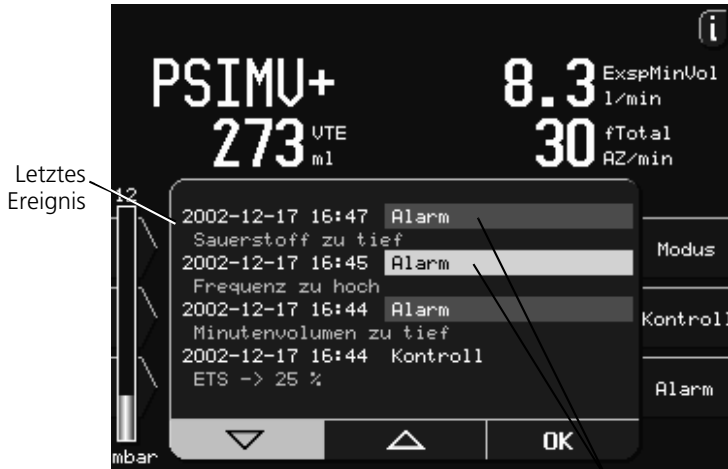 i
PSIMV+
8.3 ExspMinVol
l/min
273 VTE
ml
30 fTotal
AZ/min
Letztes
Ereignis
12
2002-12-17 16:47 Alarm
Sauerstoff zu tief
2002-12-17 16:45 Alarm
Frequenz zu hoch
2002-12-17 16:44 Alarm
Minutenvolumen zu tief
2002-12-17 16:44 Kontroll
ETS -> 25 %
Modus
Kontroll
Alarm
OK
mbar